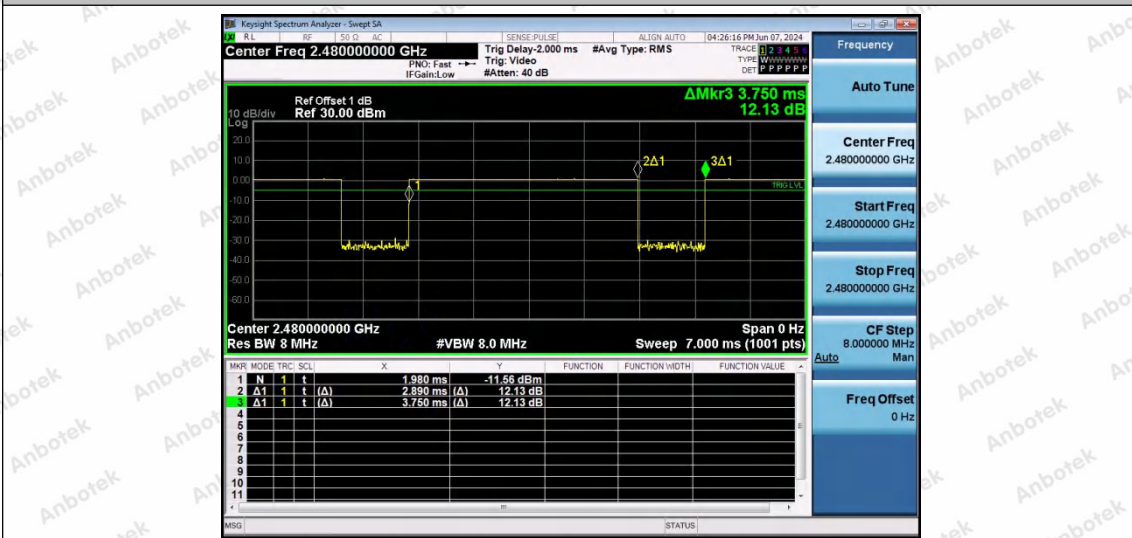 Keysight Spectrum Analyzer - Swept SA
RL RF 50 Ω AC SENSE:PULSE ALIGN AUTO 04:26:16 PM Jun 07, 2024
Center Freq 2.480000000 GHz
PNO: Fast
IFGain:Low
Trig Delay-2.000 ms
Trig: Video
#Atten: 40 dB
#Avg Type: RMS
TRACE 1 2 3 4 5 6
TYPE WWWWWW
DET P P P P P P
ΔMkr3 3.750 ms
12.13 dB
Ref Offset 1 dB
10 dB/div Ref 30.00 dBm
Log
20.0
10.0
0.00
-10.0
-20.0
-30.0
-40.0
-50.0
-60.0
1
2Δ1
3Δ1
TRIG LVL
Center 2.480000000 GHz Span 0 Hz
Res BW 8 MHz #VBW 8.0 MHz Sweep 7.000 ms (1001 pts)
MKR MODE TRC SCL X Y FUNCTION FUNCTION WIDTH FUNCTION VALUE
1 N 1 t 1.980 ms -11.56 dBm
2 Δ1 1 t (Δ) 2.890 ms (Δ) 12.13 dB
3 Δ1 1 t (Δ) 3.750 ms (Δ) 12.13 dB
4
5
6
7
8
9
10
11
MSG STATUS
Frequency
Auto Tune
Center Freq
2.480000000 GHz
Start Freq
2.480000000 GHz
Stop Freq
2.480000000 GHz
CF Step
8.000000 MHz
Auto Man
Freq Offset
0 Hz
Anbotek